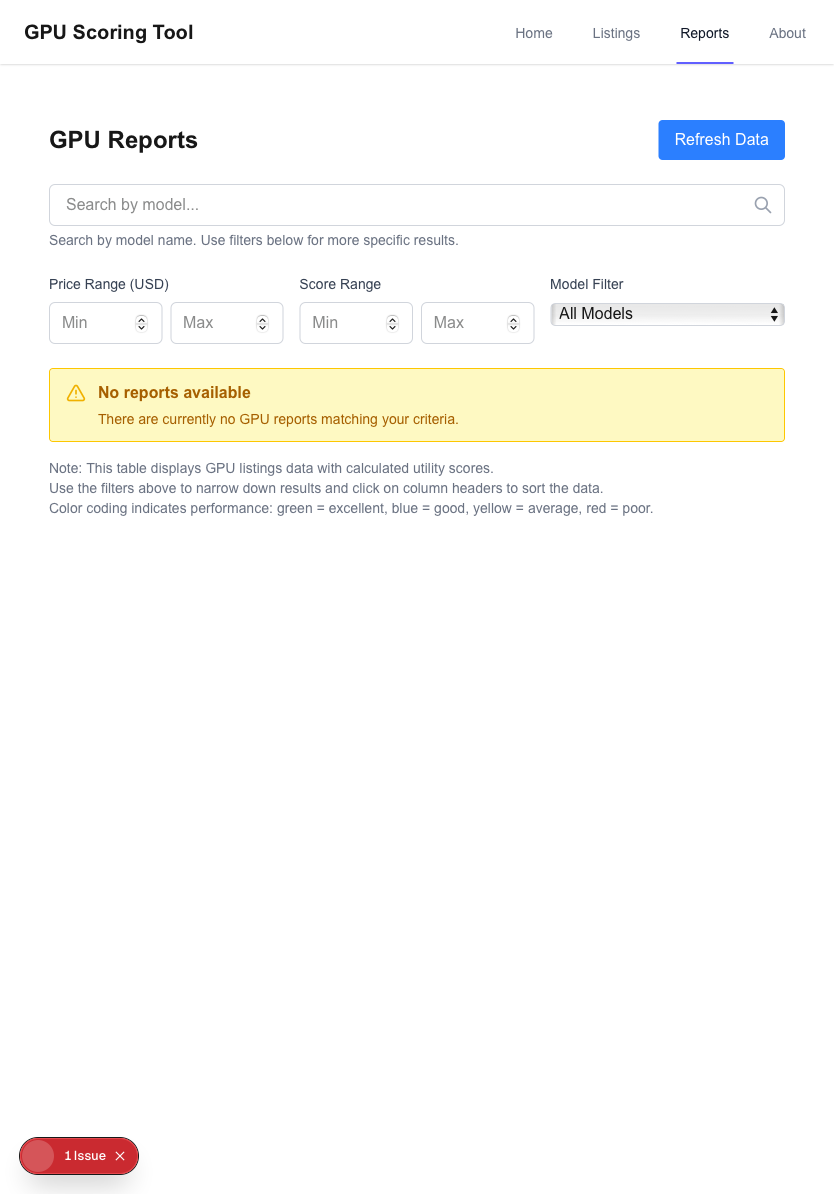 GPU Scoring Tool
Home
Listings
Reports
About
GPU Reports
Refresh Data
Search by model...
Search by model name. Use filters below for more specific results.
Price Range (USD)
Score Range
Model Filter
Min
Max
Min
Max
All Models
No reports available
There are currently no GPU reports matching your criteria.
Note: This table displays GPU listings data with calculated utility scores.
Use the filters above to narrow down results and click on column headers to sort the data.
Color coding indicates performance: green = excellent, blue = good, yellow = average, red = poor.
1 Issue